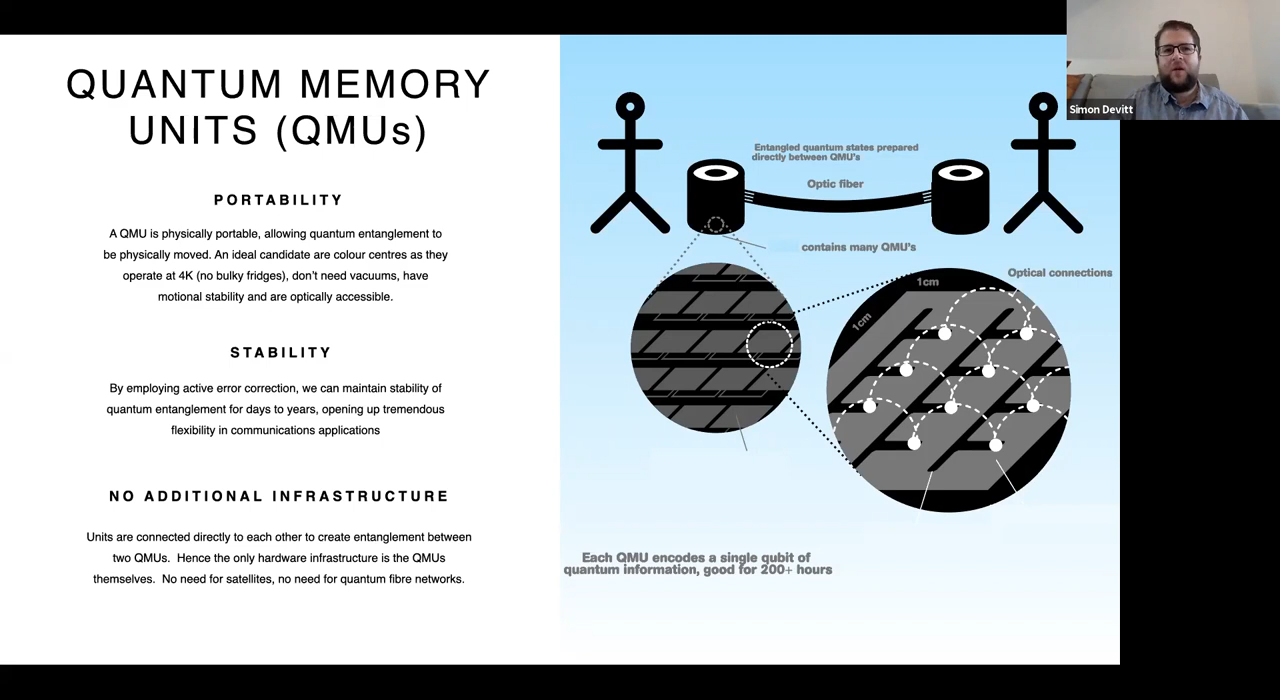 QUANTUM MEMORY
UNITS (QMUs)
PORTABILITY
A QMU is physically portable, allowing quantum entanglement to
be physically moved. An ideal candidate are colour centres as they
operate at 4K (no bulky fridges), don't need vacuums, have
motional stability and are optically accessible.
STABILITY
By employing active error correction, we can maintain stability of
quantum entanglement for days to years, opening up tremendous
flexibility in communications applications
NO ADDITIONAL INFRASTRUCTURE
Units are connected directly to each other to create entanglement between
two QMUs. Hence the only hardware infrastructure is the QMUs
themselves. No need for satellites, no need for quantum fibre networks.
Entangled quantum states prepared
directly between QMU's
Optic fiber
contains many QMU's
Optical connections
1cm
1cm
Each QMU encodes a single qubit of
quantum information, good for 200+ hours
Simon Devitt